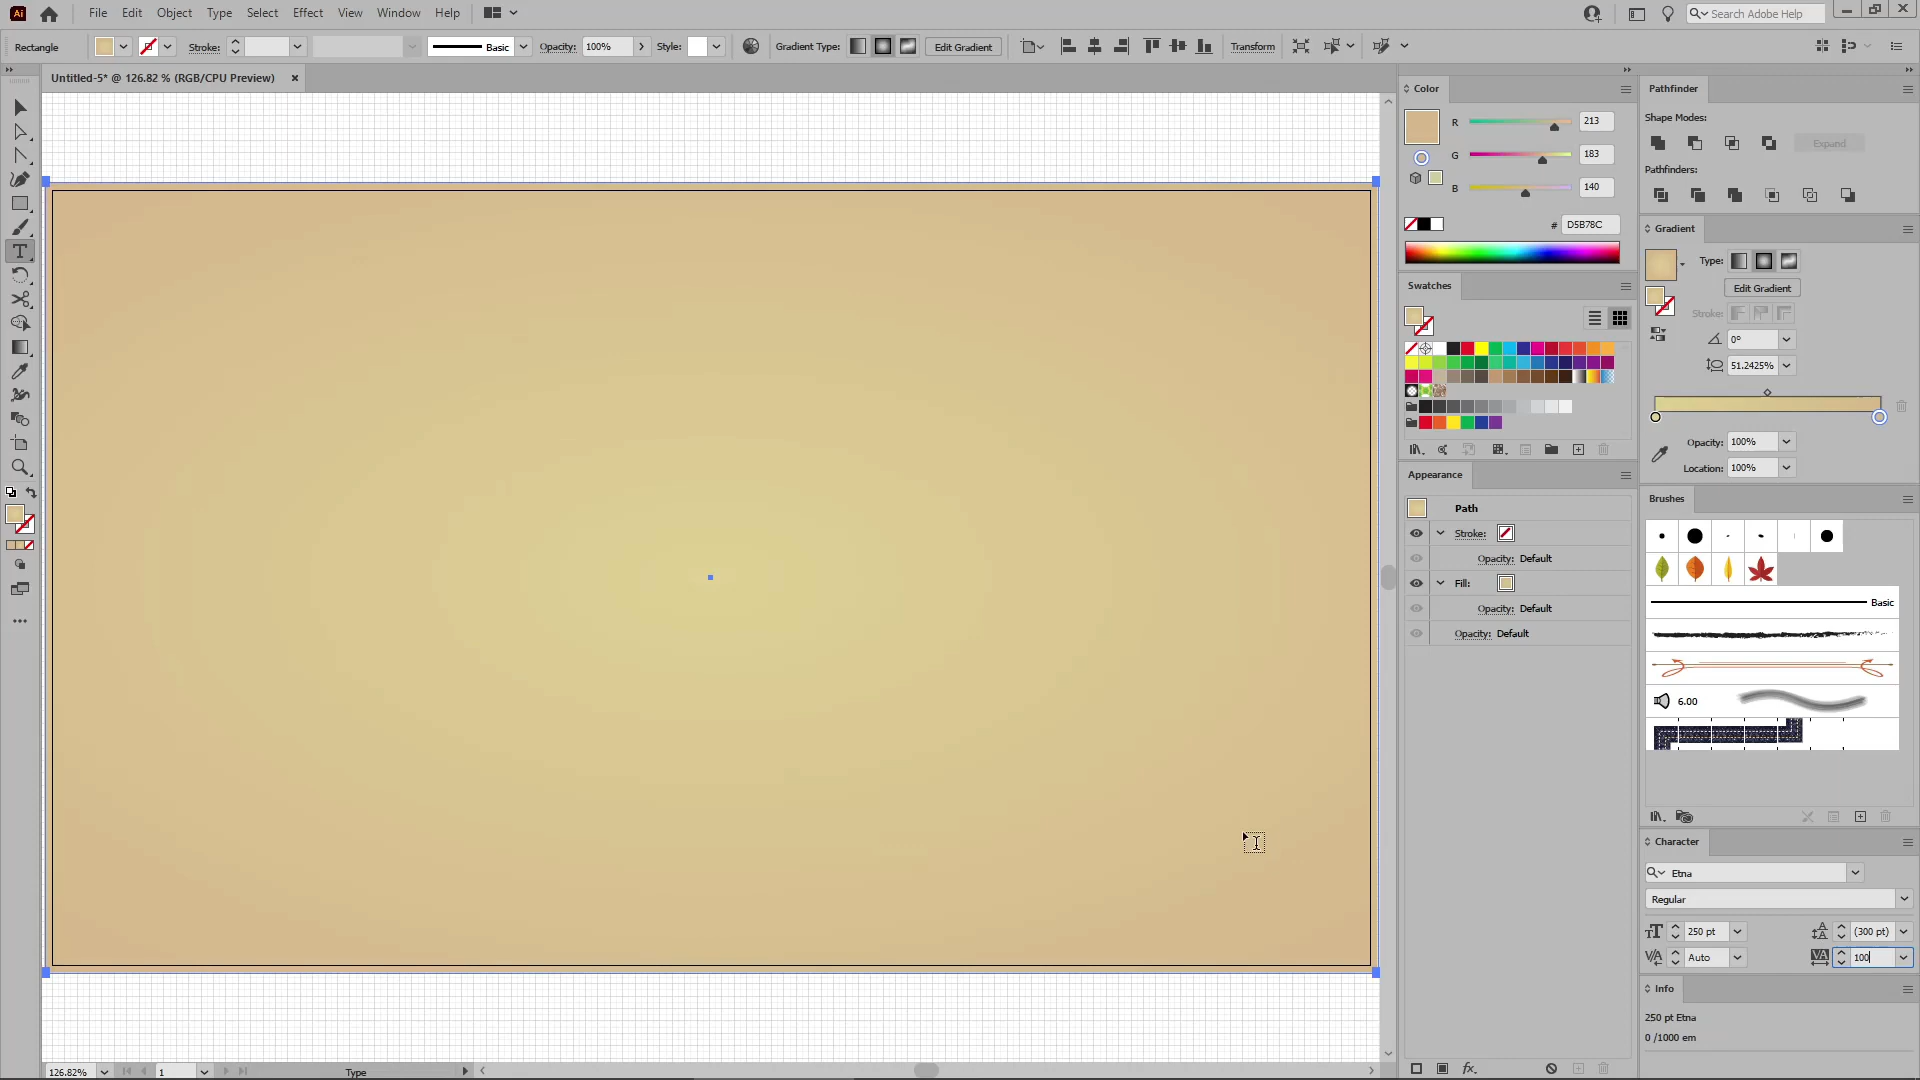 Ai File Edit Object Type Select Effect View Window Help Search Adobe Help
Rectangle Stroke: Basic Opacity: 100% Style: Gradient Type: Edit Gradient Transform
Untitled-5* @ 126.82 % (RGB/CPU Preview) ×
Color
R 213
G 183
B 140
# D5B78C
Swatches
Appearance
Path
Stroke:
Opacity: Default
Fill:
Opacity: Default
Opacity: Default
fx
Pathfinder
Shape Modes:
Expand
Pathfinders:
Gradient
Type:
Edit Gradient
Stroke:
0°
51.2425%
Opacity: 100%
Location: 100%
Brushes
Basic
6.00
Character
Etna
Regular
250 pt (300 pt)
Auto 100
Info
250 pt Etna
0 /1000 em
126.82% 1 Type